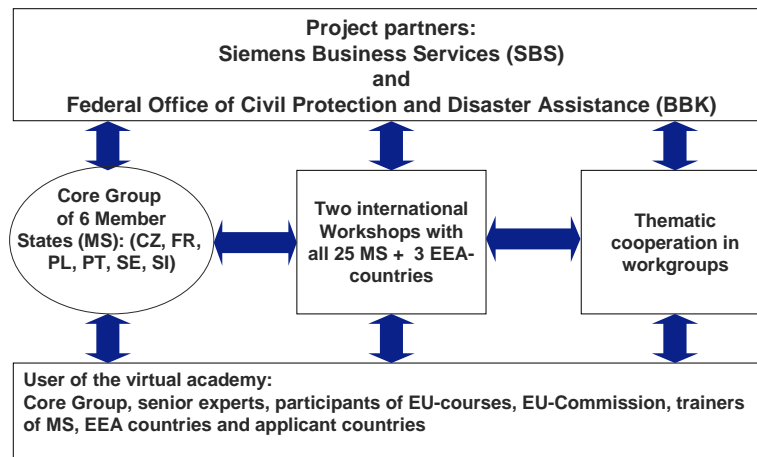 Project partners:
Siemens Business Services (SBS)
and
Federal Office of Civil Protection and Disaster Assistance (BBK)
Core Group
of 6 Member
States (MS): (CZ, FR,
PL, PT, SE, SI)
Two international
Workshops with
all 25 MS + 3 EEA-
countries
Thematic
cooperation in
workgroups
User of the virtual academy:
Core Group, senior experts, participants of EU-courses, EU-Commission, trainers
of MS, EEA countries and applicant countries